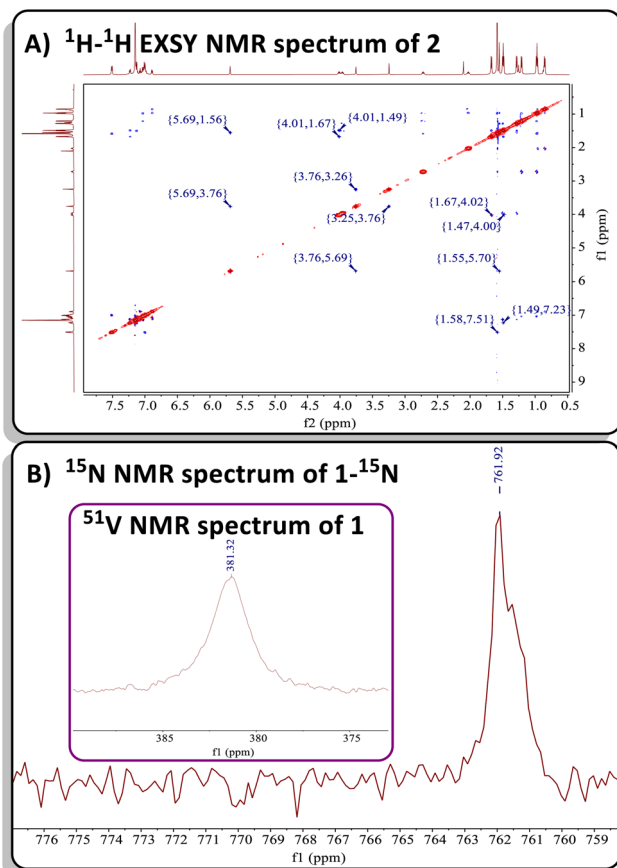 A) ¹H-¹H EXSY NMR spectrum of 2
{5.69,1.56}
{4.01,1.67}
{4.01,1.49}
{3.76,3.26}
{5.69,3.76}
{3.25,3.76}
{1.67,4.02}
{1.47,4.00}
{3.76,5.69}
{1.55,5.70}
{1.49,7.23}
{1.58,7.51}
1
2
3
4
5
6
7
8
9
f1 (ppm)
7.5 7.0 6.5 6.0 5.5 5.0 4.5 4.0 3.5 3.0 2.5 2.0 1.5 1.0 0.5
f2 (ppm)
B) ¹⁵N NMR spectrum of 1-¹⁵N
761.92
⁵¹V NMR spectrum of 1
381.32
385 380 375
f1 (ppm)
776 775 774 773 772 771 770 769 768 767 766 765 764 763 762 761 760 759
f1 (ppm)